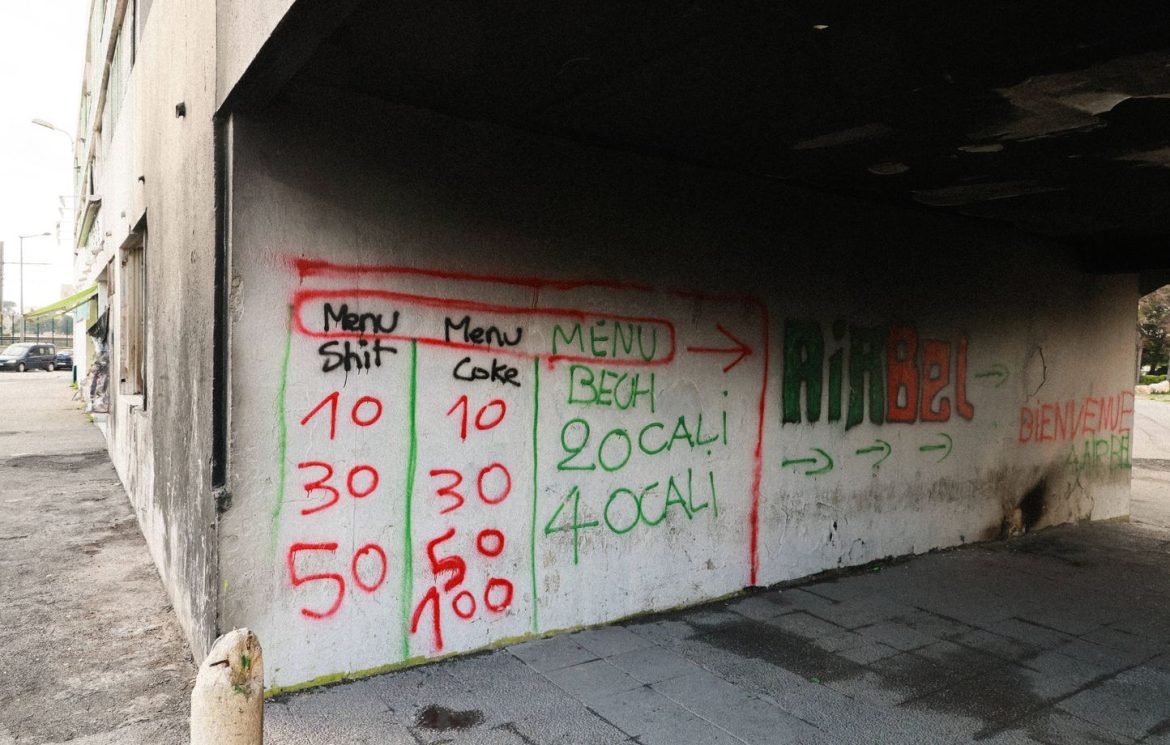 Menu
Shit
10
30
50
Menu
Coke
10
30
50
100
MENU
BEUH
20 CALI
40 CALI
AiRBel
BIENVENUE
A AIRBEL